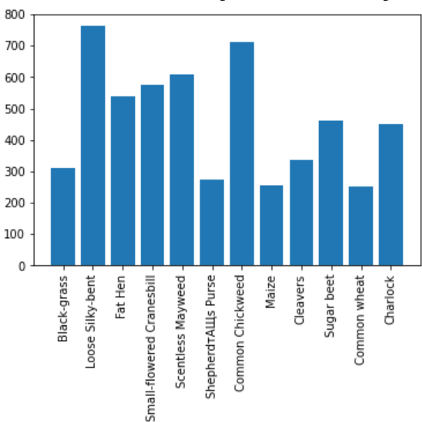 800
700
600
500
400
300
200
100
0
Black-grass
Loose Silky-bent
Fat Hen
Small-flowered Cranesbill
Scentless Mayweed
ShepherdтАЩs Purse
Common Chickweed
Maize
Cleavers
Sugar beet
Common wheat
Charlock